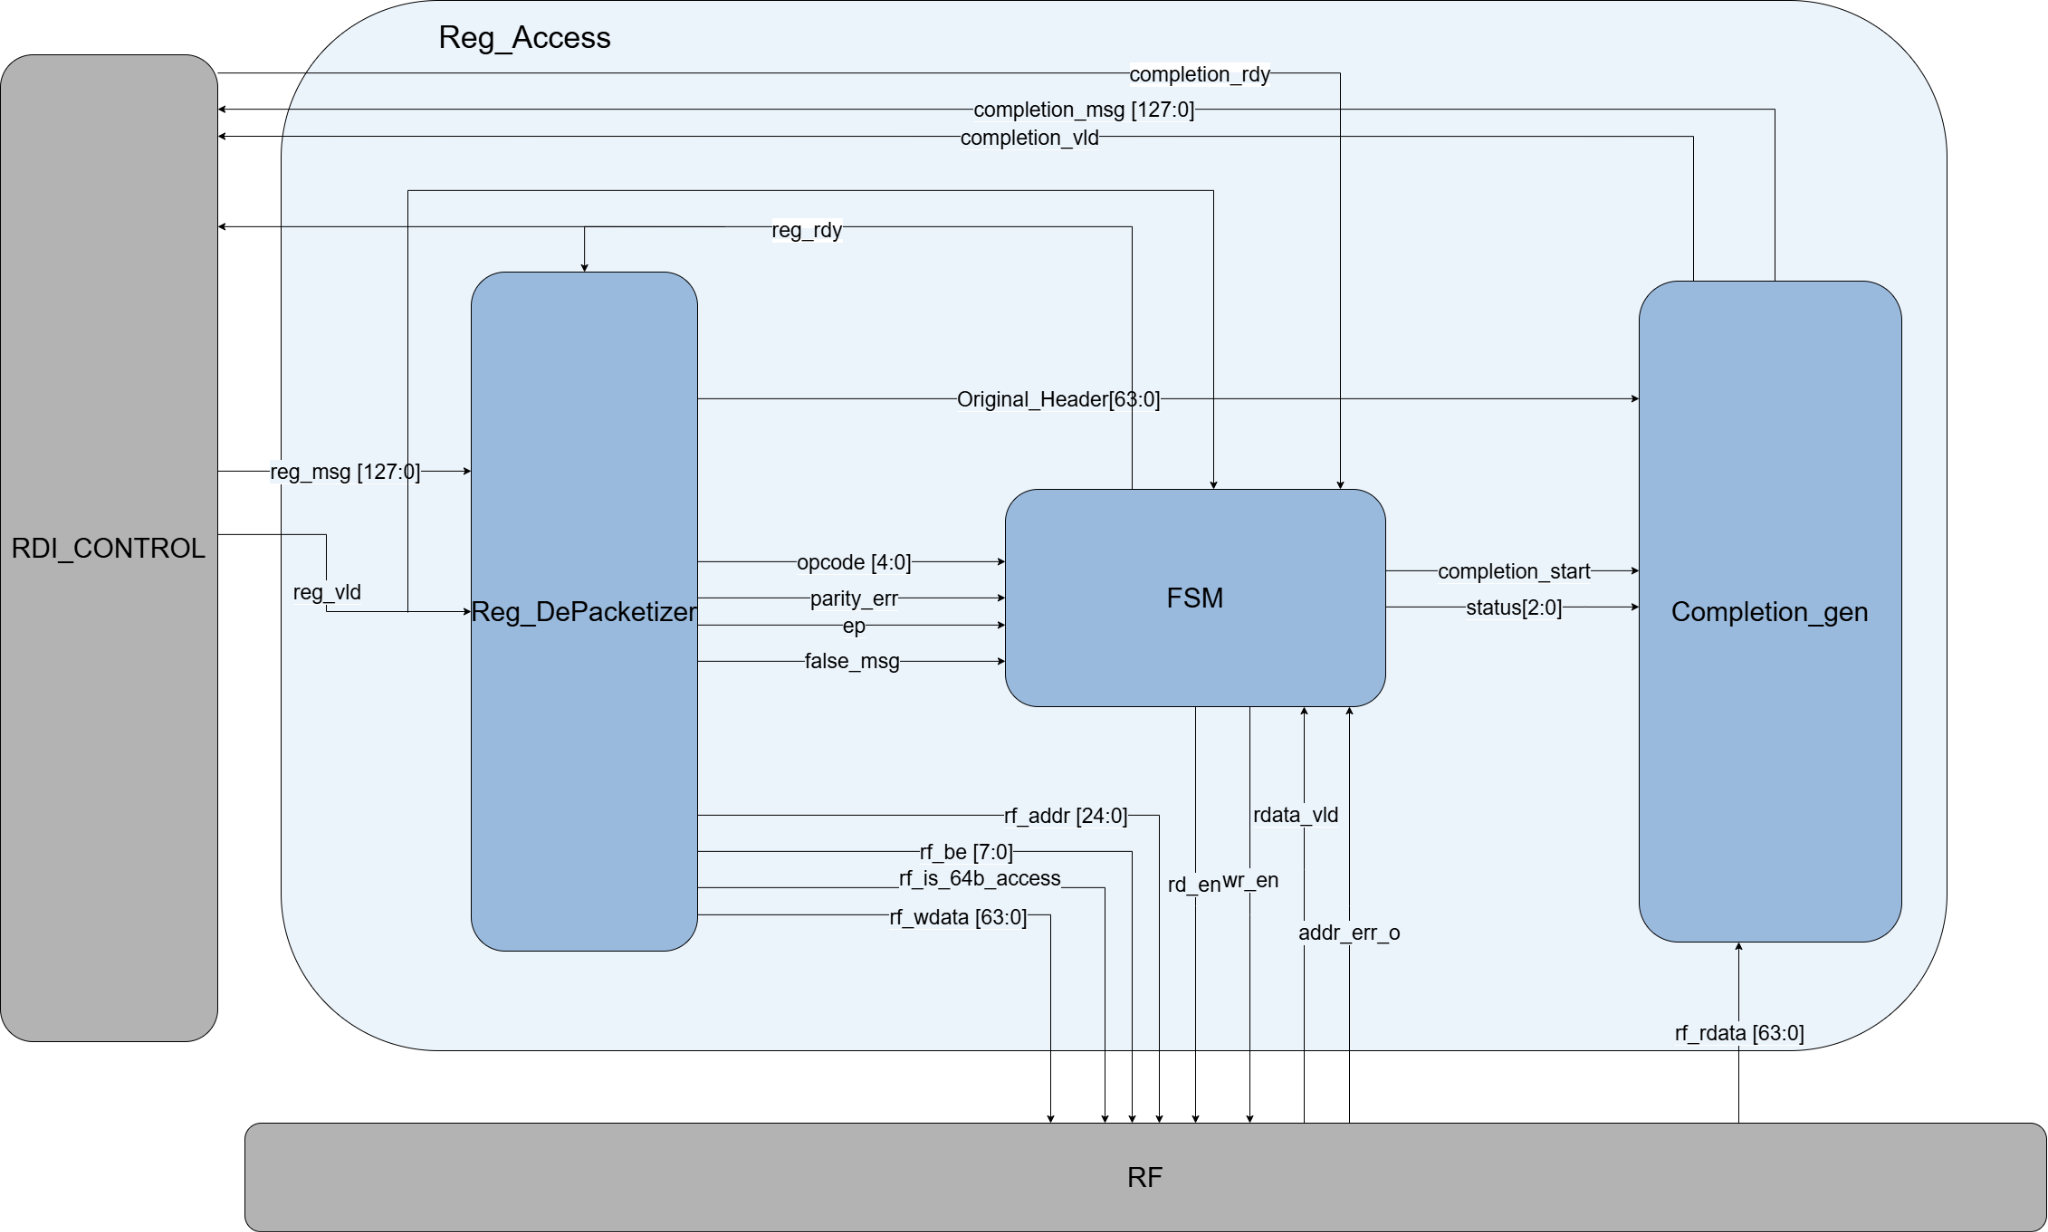 Reg_Access
completion_rdy
completion_msg [127:0]
completion_vld
reg_rdy
Original_Header[63:0]
reg_msg [127:0]
RDI_CONTROL
reg_vld
Reg_DePacketizer
opcode [4:0]
parity_err
ep
false_msg
FSM
completion_start
status[2:0]
Completion_gen
rf_addr [24:0]
rf_be [7:0]
rf_is_64b_access
rf_wdata [63:0]
rd_en
wr_en
rdata_vld
addr_err_o
rf_rdata [63:0]
RF